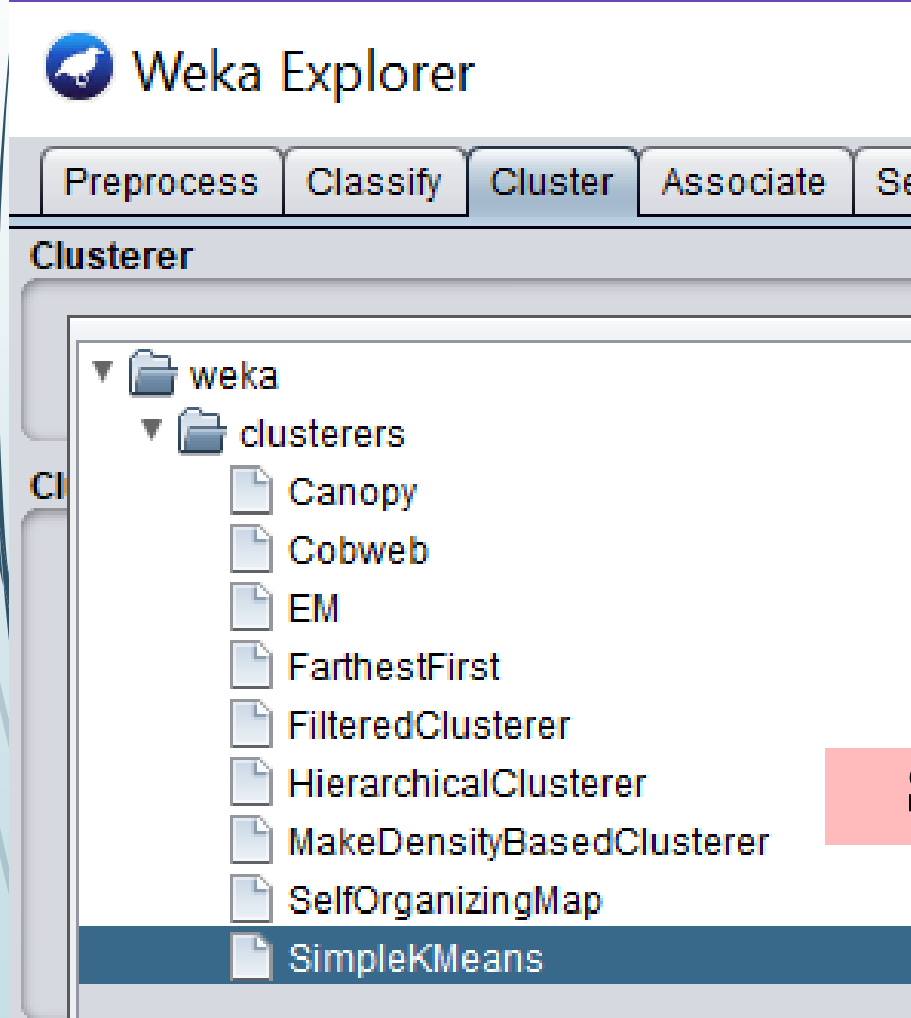 Weka Explorer
Preprocess Classify Cluster Associate
Clusterer
weka
clusterers
Canopy
Cobweb
EM
FarthestFirst
FilteredClusterer
HierarchicalClusterer
MakeDensityBasedClusterer
SelfOrganizingMap
SimpleKMeans